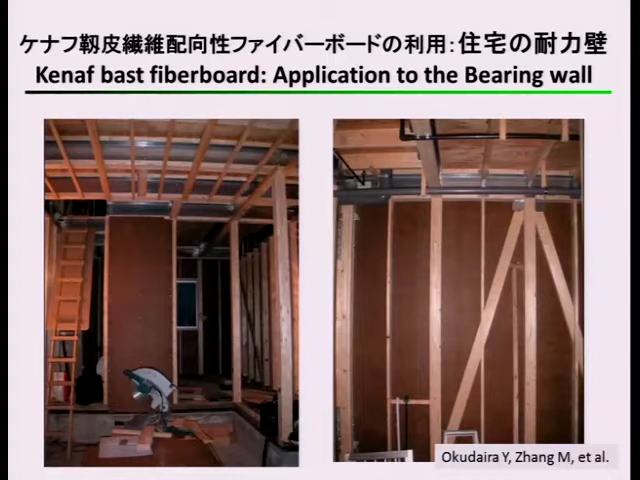 ケナフ靱皮繊維配向性ファイバーボードの利用：住宅の耐力壁
Kenaf bast fiberboard: Application to the Bearing wall
Okudaira Y, Zhang M, et al.